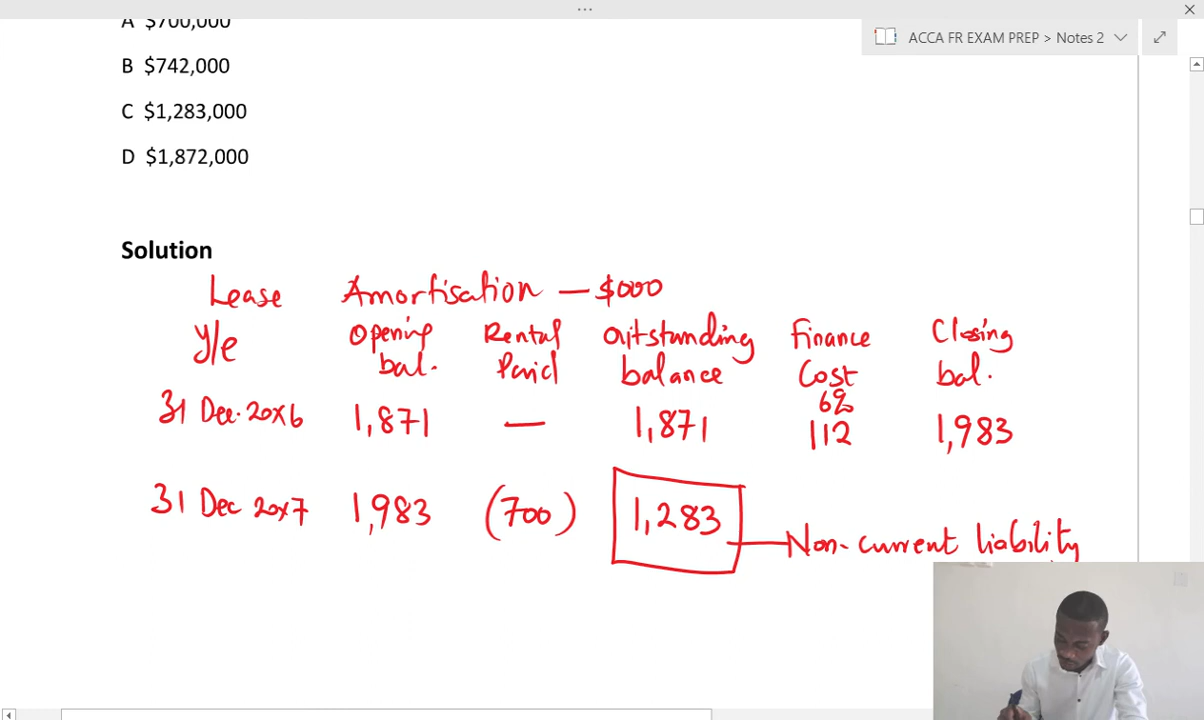 A $700,000
ACCA FR EXAM PREP > Notes 2
B $742,000
C $1,283,000
D $1,872,000
Solution
Lease Amortisation — $000
Y/e Opening bal. Rental Paid Outstanding balance Finance Cost 6% Closing bal.
31 Dec. 20X6 1,871 — 1,871 112 1,983
31 Dec 20X7 1,983 (700) 1,283 Non-current liability